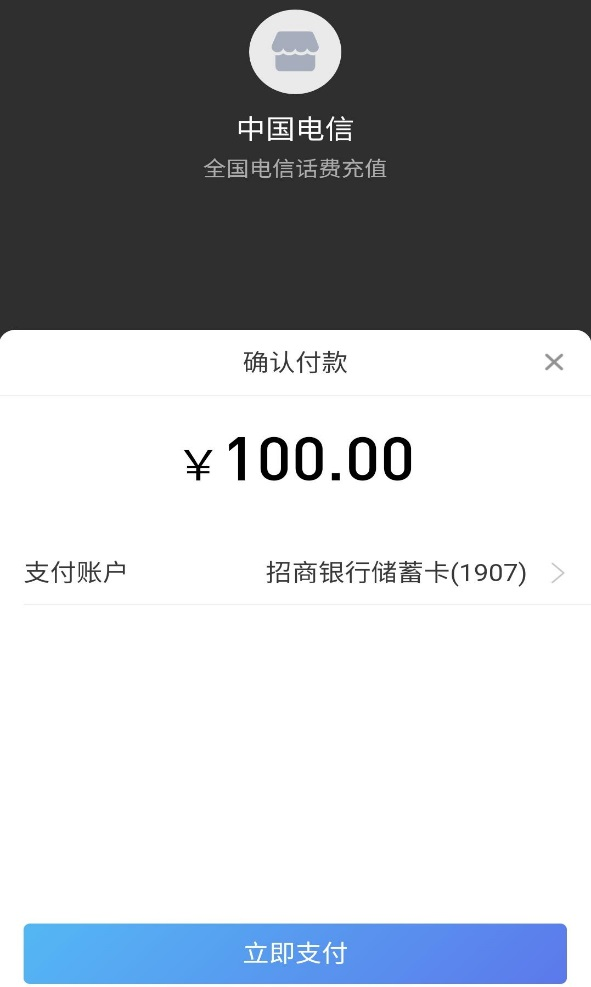 中国电信
全国电信话费充值
确认付款
¥ 100.00
支付账户 招商银行储蓄卡(1907)
立即支付